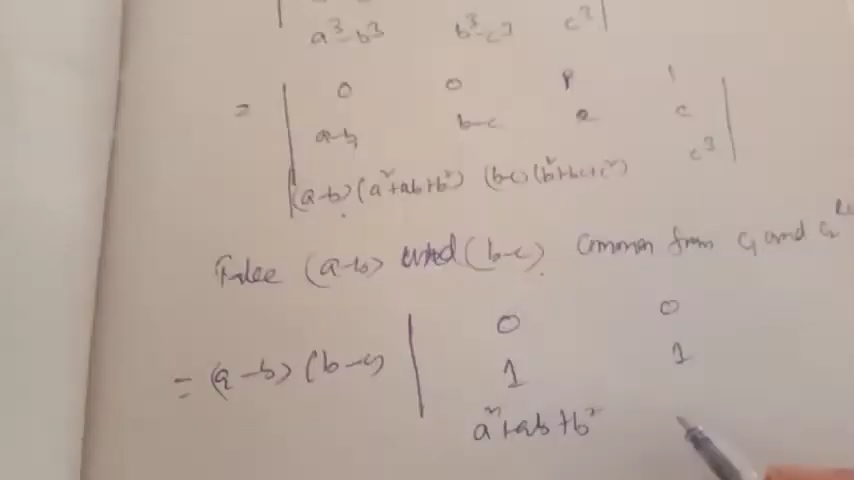 a³-b³ b³-c³ c³
= | 0 0 1
a-b b-c c
(a-b)(a²+ab+b²) (b-c)(b²+bc+c²) c³ |
Take (a-b) and (b-c) common from C₁ and C₂
= (a-b) (b-c) | 0 0
1 1
a²+ab+b²